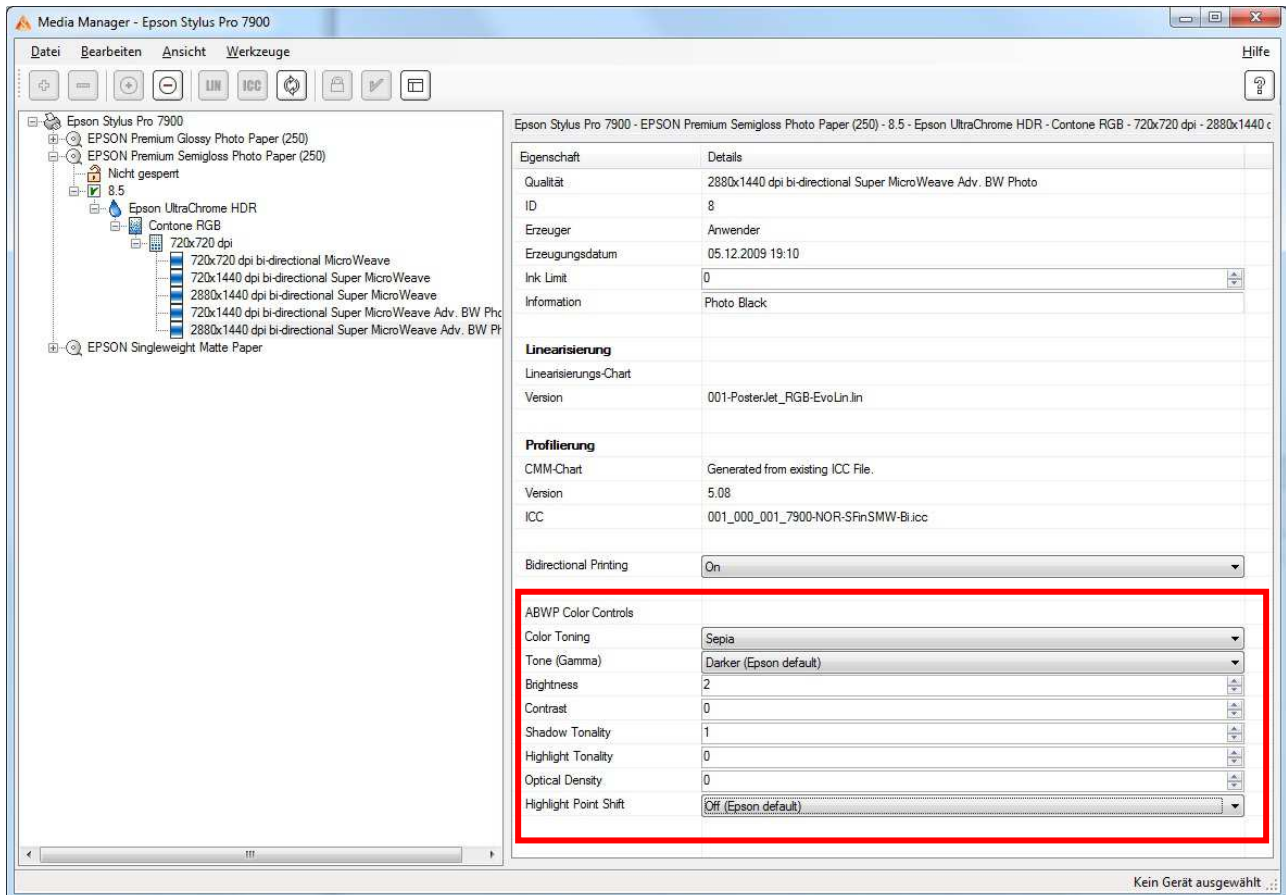 Media Manager - Epson Stylus Pro 7900
Datei Bearbeiten Ansicht Werkzeuge Hilfe
LIN ICC ?
Epson Stylus Pro 7900
EPSON Premium Glossy Photo Paper (250)
EPSON Premium Semigloss Photo Paper (250)
Nicht gesperrt
8.5
Epson UltraChrome HDR
Contone RGB
720x720 dpi
720x720 dpi bi-directional MicroWeave
720x1440 dpi bi-directional Super MicroWeave
2880x1440 dpi bi-directional Super MicroWeave
720x1440 dpi bi-directional Super MicroWeave Adv. BW Pho
2880x1440 dpi bi-directional Super MicroWeave Adv. BW Ph
EPSON Singleweight Matte Paper
Epson Stylus Pro 7900 - EPSON Premium Semigloss Photo Paper (250) - 8.5 - Epson UltraChrome HDR - Contone RGB - 720x720 dpi - 2880x1440 d
Eigenschaft Details
Qualität 2880x1440 dpi bi-directional Super MicroWeave Adv. BW Photo
ID 8
Erzeuger Anwender
Erzeugungsdatum 05.12.2009 19:10
Ink Limit 0
Information Photo Black
Linearisierung
Linearisierungs-Chart
Version 001-PosterJet_RGB-EvoLin.lin
Profilierung
CMM-Chart Generated from existing ICC File.
Version 5.08
ICC 001_000_001_7900-NOR-SFinSMW-Bi.icc
Bidirectional Printing On
ABWP Color Controls
Color Toning Sepia
Tone (Gamma) Darker (Epson default)
Brightness 2
Contrast 0
Shadow Tonality 1
Highlight Tonality 0
Optical Density 0
Highlight Point Shift Off (Epson default)
Kein Gerät ausgewählt